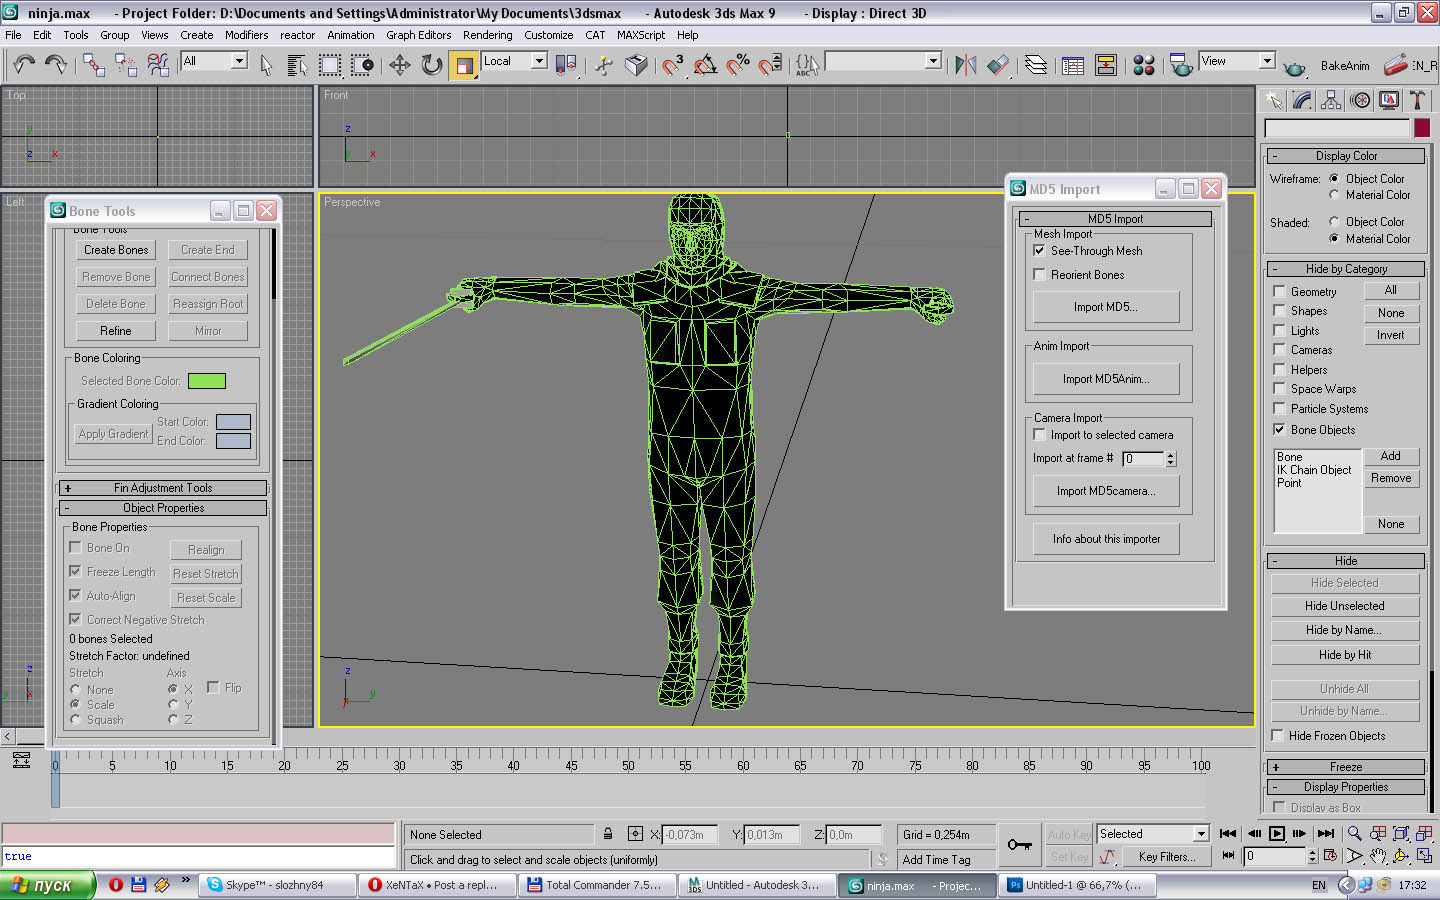 ninja.max - Project Folder: D:\Documents and Settings\Administrator\My Documents\3dsmax - Autodesk 3ds Max 9 - Display : Direct 3D
File Edit Tools Group Views Create Modifiers reactor Animation Graph Editors Rendering Customize CAT MAXScript Help
All Local View BakeAnim EN_R
Top
y
z x
Front
z
y x
Left
z
y x
Perspective
z
x y
Bone Tools
Bone Tools
Create Bones Create End
Remove Bone Connect Bones
Delete Bone Reassign Root
Refine Mirror
Bone Coloring
Selected Bone Color:
Gradient Coloring
Apply Gradient Start Color:
End Color:
+ Fin Adjustment Tools
- Object Properties
Bone Properties
Bone On Realign
Freeze Length Reset Stretch
Auto-Align Reset Scale
Correct Negative Stretch
0 bones Selected
Stretch Factor: undefined
Stretch Axis
None X Flip
Scale Y
Squash Z
MD5 Import
- MD5 Import
Mesh Import
See-Through Mesh
Reorient Bones
Import MD5...
Anim Import
Import MD5Anim...
Camera Import
Import to selected camera
Import at frame # 0
Import MD5camera...
Info about this importer
- Display Color
Wireframe: Object Color
Material Color
Shaded: Object Color
Material Color
- Hide by Category
Geometry All
Shapes None
Lights Invert
Cameras
Helpers
Space Warps
Particle Systems
Bone Objects
Bone Add
IK Chain Object Remove
Point
None
- Hide
Hide Selected
Hide Unselected
Hide by Name...
Hide by Hit
Unhide All
Unhide by Name...
Hide Frozen Objects
+ Freeze
- Display Properties
Display as Box
0 5 10 15 20 25 30 35 40 45 50 55 60 65 70 75 80 85 90 95 100
None Selected X: -0,073m Y: 0,013m Z: 0,0m Grid = 0,254m Auto Key Selected
true
Click and drag to select and scale objects (uniformly) Add Time Tag Set Key Key Filters... 0
пуск Skype™ - slozhny84 XeNTaX • Post a repl... Total Commander 7.5... Untitled - Autodesk 3... ninja.max - Projec... Untitled-1 @ 66,7% (... EN 17:32